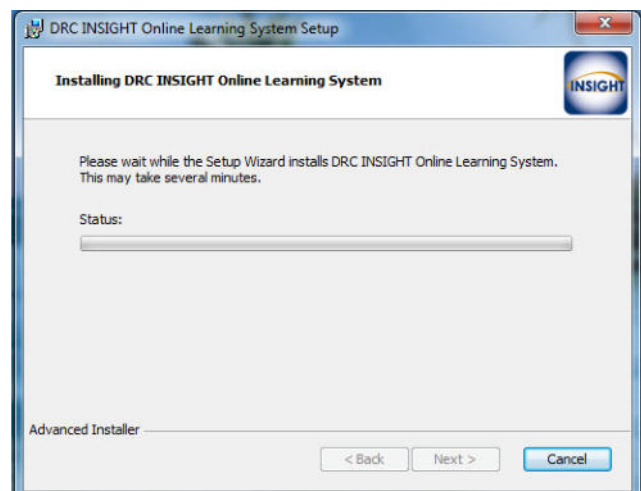 DRC INSIGHT Online Learning System Setup
Installing DRC INSIGHT Online Learning System
INSIGHT
Please wait while the Setup Wizard installs DRC INSIGHT Online Learning System.
This may take several minutes.
Status:
Advanced Installer
< Back Next > Cancel